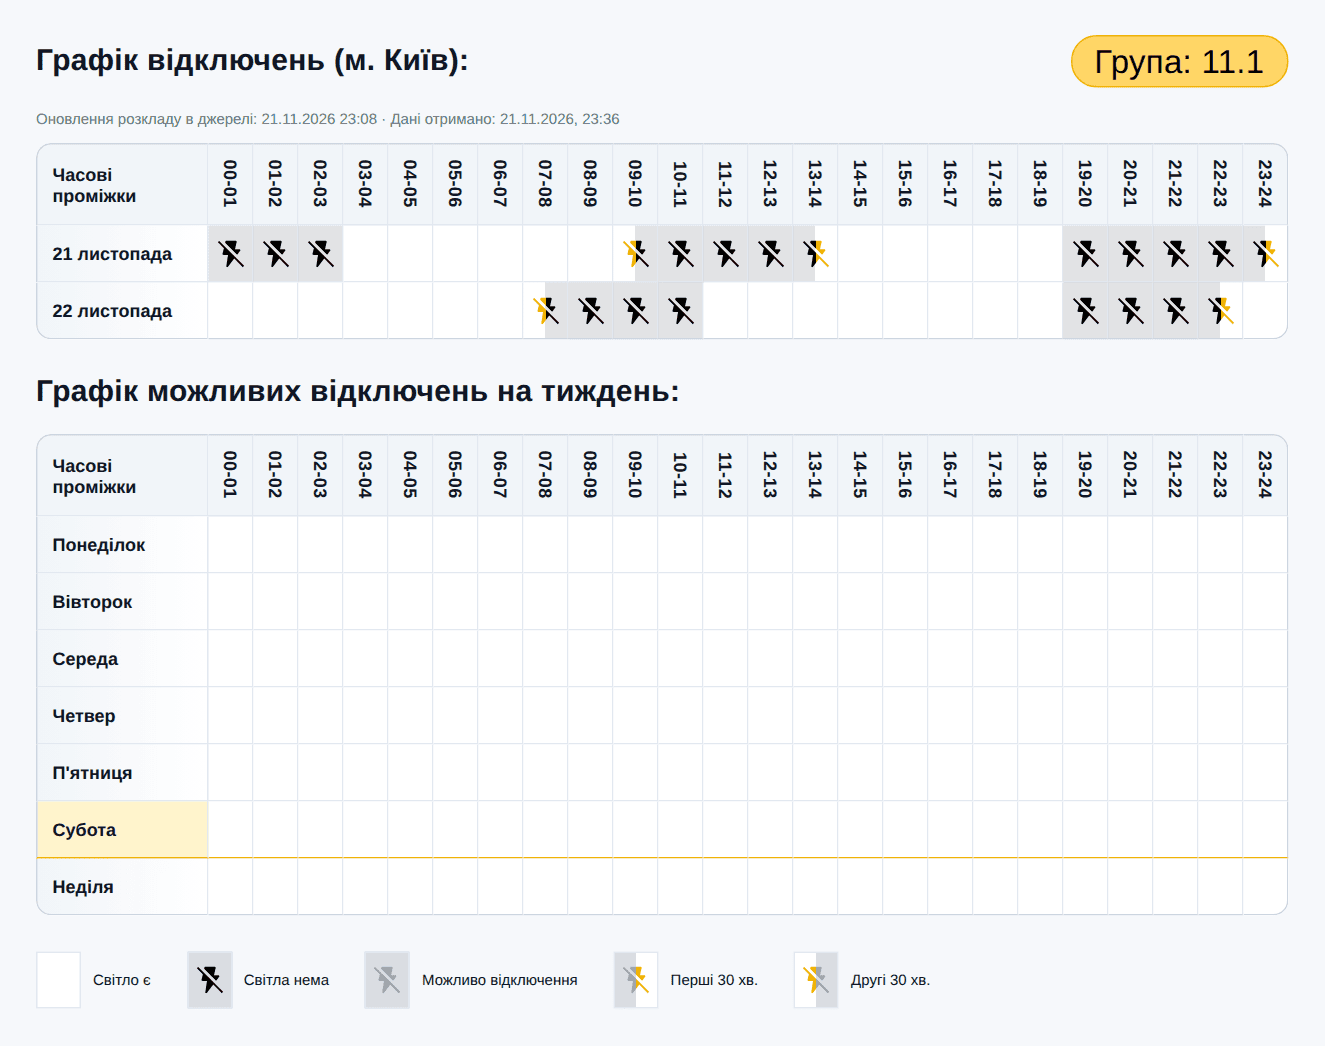 Графік відключень (м. Київ):
Група: 11.1
Оновлення розкладу в джерелі: 21.11.2026 23:08 · Дані отримано: 21.11.2026, 23:36
Часові проміжки 00-01 01-02 02-03 03-04 04-05 05-06 06-07 07-08 08-09 09-10 10-11 11-12 12-13 13-14 14-15 15-16 16-17 17-18 18-19 19-20 20-21 21-22 22-23 23-24
21 листопада
22 листопада
Графік можливих відключень на тиждень:
Часові проміжки 00-01 01-02 02-03 03-04 04-05 05-06 06-07 07-08 08-09 09-10 10-11 11-12 12-13 13-14 14-15 15-16 16-17 17-18 18-19 19-20 20-21 21-22 22-23 23-24
Понеділок
Вівторок
Середа
Четвер
П'ятниця
Субота
Неділя
Світло є Світла нема Можливо відключення Перші 30 хв. Другі 30 хв.